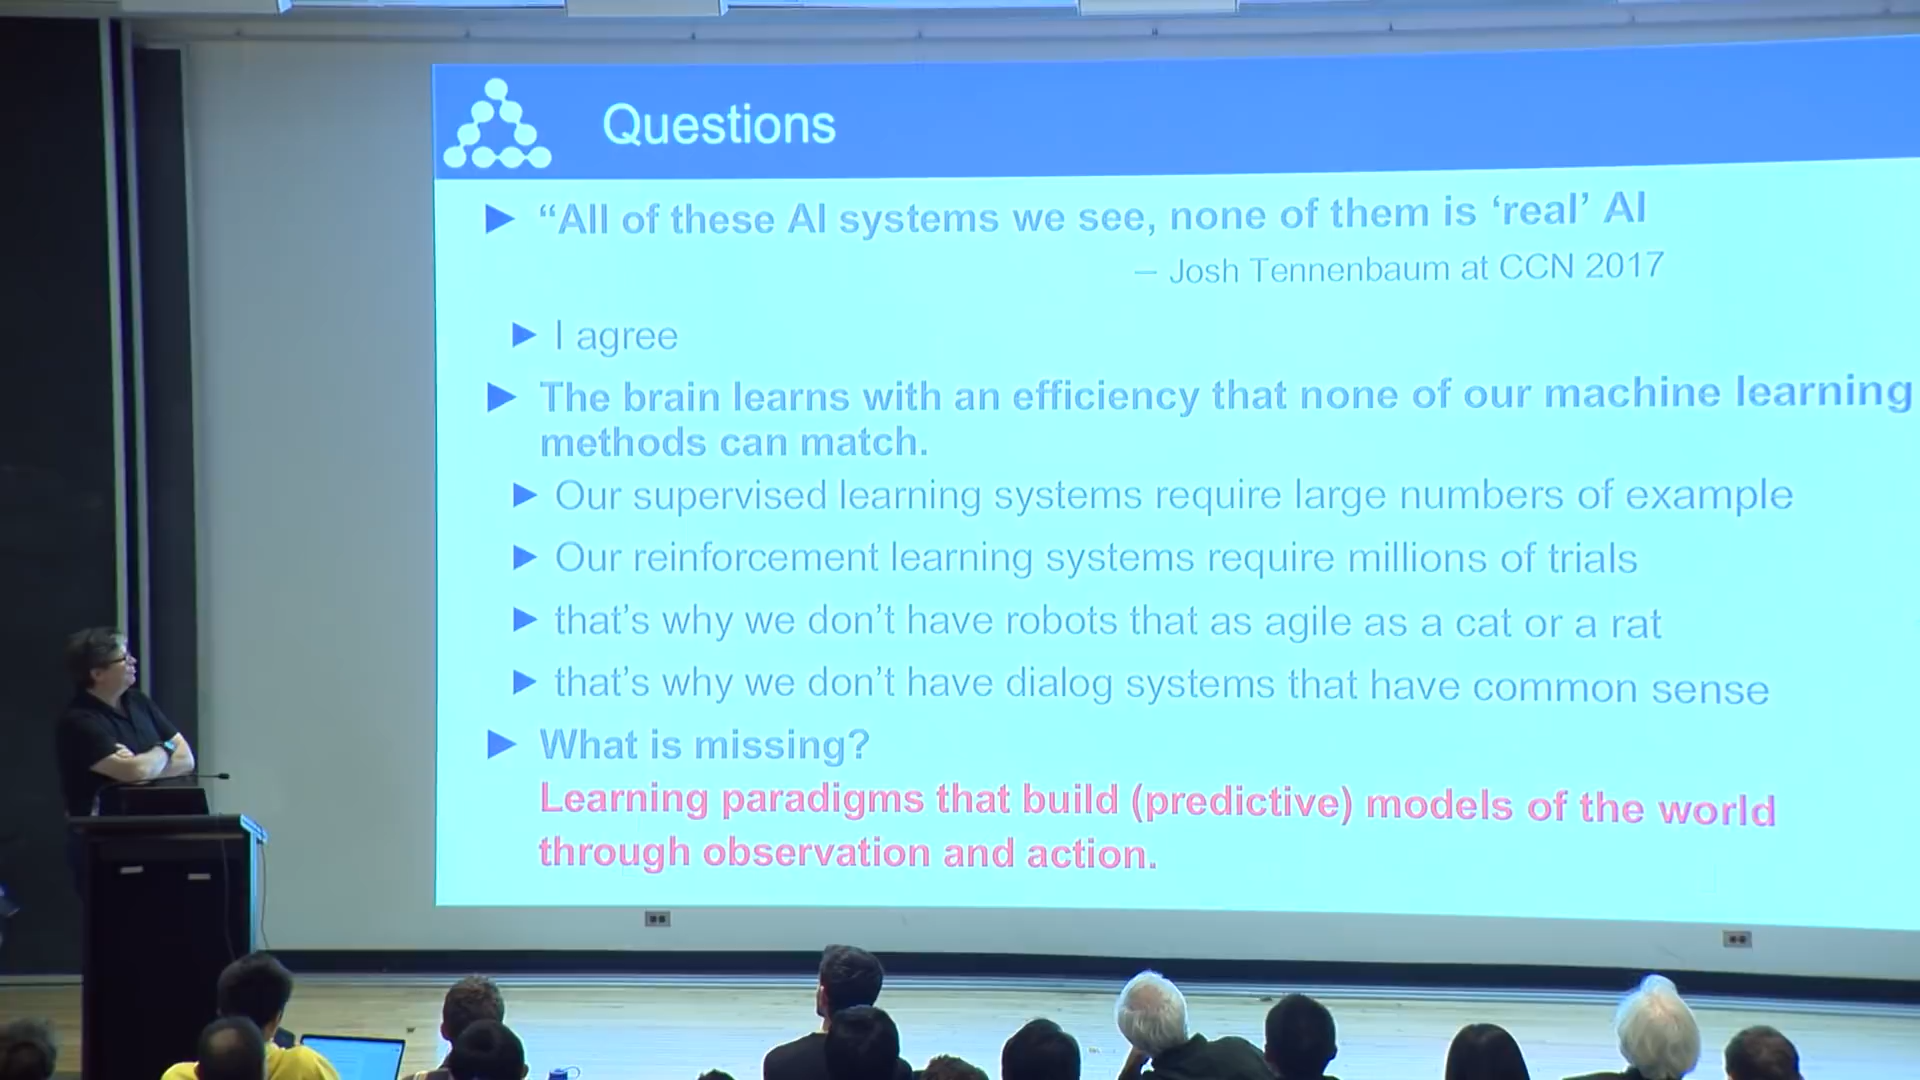 Questions
► “All of these AI systems we see, none of them is ‘real’ AI
– Josh Tennenbaum at CCN 2017
► I agree
► The brain learns with an efficiency that none of our machine learning
methods can match.
► Our supervised learning systems require large numbers of example
► Our reinforcement learning systems require millions of trials
► that’s why we don’t have robots that as agile as a cat or a rat
► that’s why we don’t have dialog systems that have common sense
► What is missing?
Learning paradigms that build (predictive) models of the world
through observation and action.